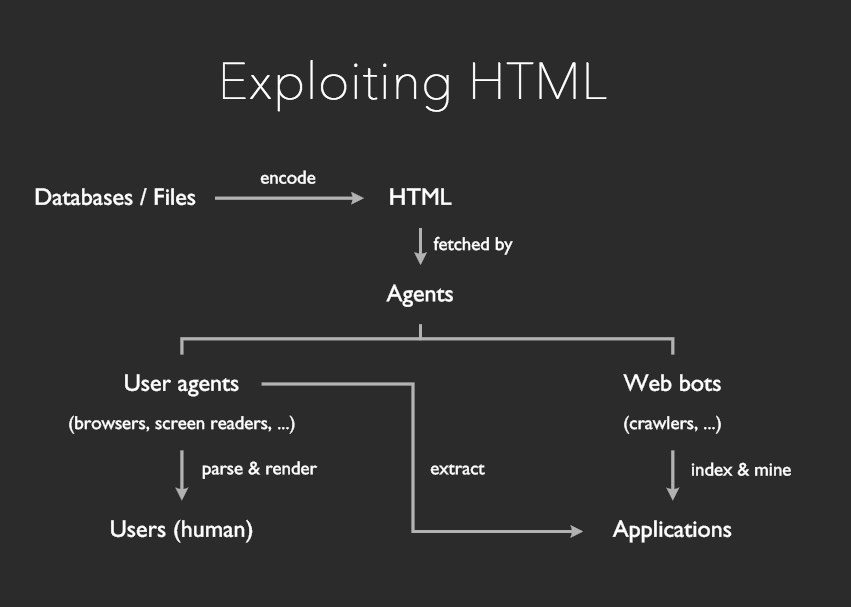 Exploiting HTML
encode
Databases / Files
HTML
fetched by
Agents
User agents
Web bots
(browsers, screen readers, ...)
(crawlers, ...)
parse & render
extract
index & mine
Users (human)
Applications